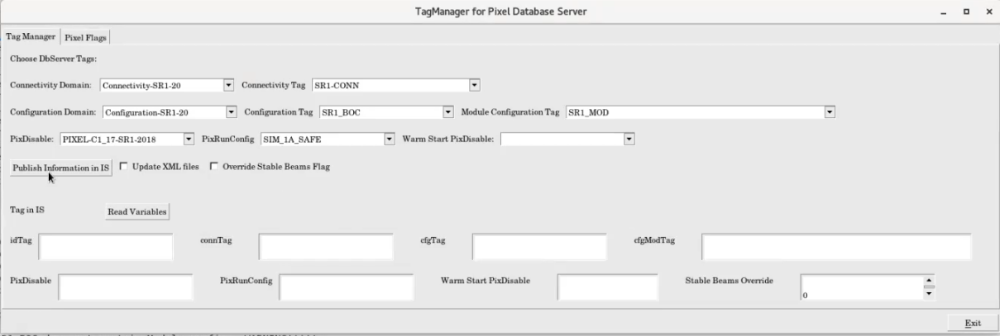 TagManager for Pixel Database Server
Tag Manager Pixel Flags
Choose DbServer Tags:
Connectivity Domain: Connectivity-SR1-20 Connectivity Tag SR1-CONN
Configuration Domain: Configuration-SR1-20 Configuration Tag SR1_BOC Module Configuration Tag SR1_MOD
PixDisable: PIXEL-C1_17-SR1-2018 PixRunConfig SIM_1A_SAFE Warm Start PixDisable:
Publish Information in IS Update XML files Override Stable Beams Flag
Tag in IS Read Variables
idTag connTag cfgTag cfgModTag
PixDisable PixRunConfig Warm Start PixDisable Stable Beams Override
0
Exit